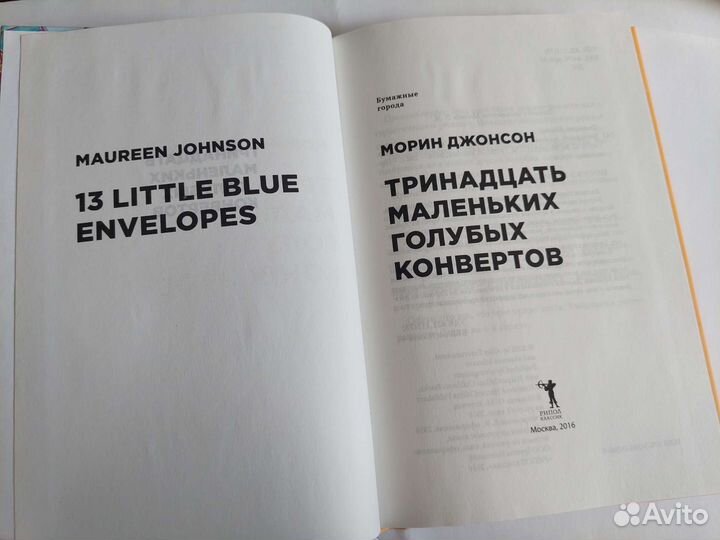 MAUREEN JOHNSON
13 LITTLE BLUE
ENVELOPES
Бумажные
города
МОРИН ДЖОНСОН
ТРИНАДЦАТЬ
МАЛЕНЬКИХ
ГОЛУБЫХ
КОНВЕРТОВ
РИПОЛ
КЛАССИК
Москва, 2016
Avito